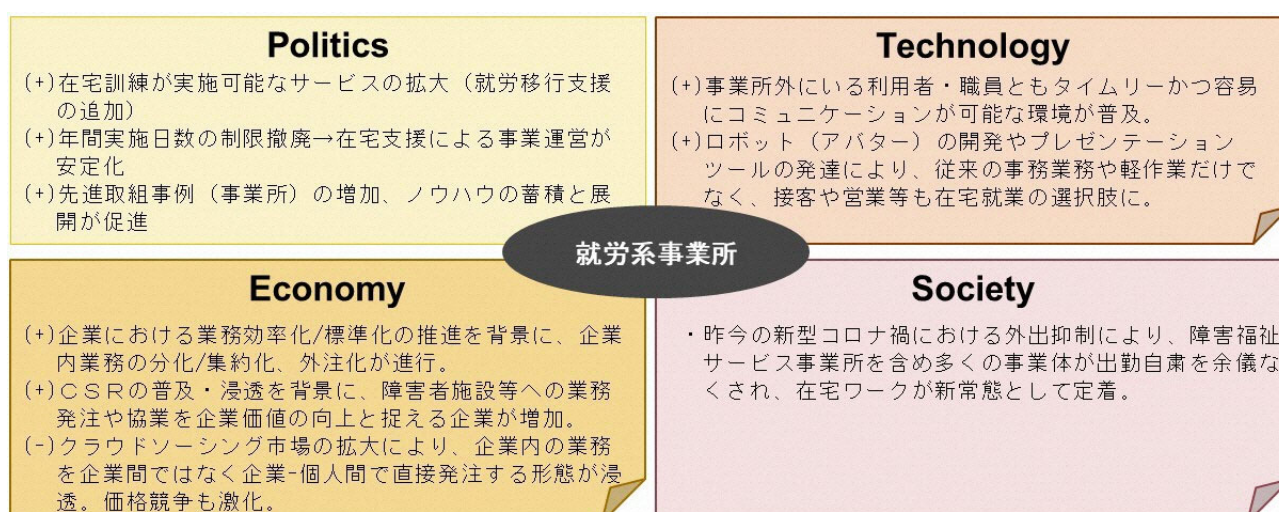 Politics
(+)在宅訓練が実施可能なサービスの拡大（就労移行支援
の追加）
(+)年間実施日数の制限撤廃→在宅支援による事業運営が
安定化
(+)先進取組事例（事業所）の増加、ノウハウの蓄積と展
開が促進
Technology
(+)事業所外にいる利用者・職員ともタイムリーかつ容易
にコミュニケーションが可能な環境が普及。
(+)ロボット（アバター）の開発やプレゼンテーション
ツールの発達により、従来の事務業務や軽作業だけで
なく、接客や営業等も在宅就業の選択肢に。
就労系事業所
Economy
(+)企業における業務効率化/標準化の推進を背景に、企業
内業務の分化/集約化、外注化が進行。
(+)ＣＳＲの普及・浸透を背景に、障害者施設等への業務
発注や協業を企業価値の向上と捉える企業が増加。
(-)クラウドソーシング市場の拡大により、企業内の業務
を企業間ではなく企業-個人間で直接発注する形態が浸
透。価格競争も激化。
Society
・昨今の新型コロナ禍における外出抑制により、障害福祉
サービス事業所を含め多くの事業体が出勤自粛を余儀な
くされ、在宅ワークが新常態として定着。